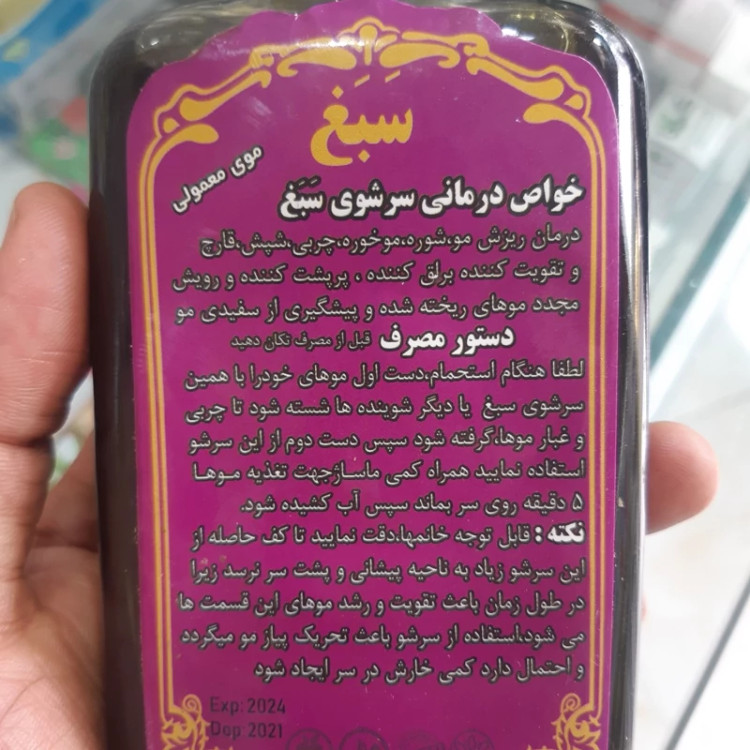 سَبَغ
موی معمولی
خواص درمانی سرشوی سَبَغ
درمان ریزش مو،شوره،موخوره،چربی،شپش،قارچ
و تقویت کننده براق کننده ، پرپشت کننده و رویش
مجدد موهای ریخته شده و پیشگیری از سفیدی مو
دستور مصرف قبل از مصرف تکان دهید
لطفا هنگام استحمام،دست اول موهای خودرا با همین
سرشوی سبغ یا دیگر شوینده ها شسته شود تا چربی
و غبار موها،گرفته شود سپس دست دوم از این سرشو
استفاده نمایید همراه کمی ماساژجهت تغذیه موها
۵ دقیقه روی سر بماند سپس آب کشیده شود.
نکته : قابل توجه خانمها،دقت نمایید تا کف حاصله از
این سرشو زیاد به ناحیه پیشانی و پشت سر نرسد زیرا
در طول زمان باعث تقویت و رشد موهای این قسمت ها
می شود،استفاده از سرشو باعث تحریک پیاز مو میگردد
و احتمال دارد کمی خارش در سر ایجاد شود
Exp: 2024
Dop 2021